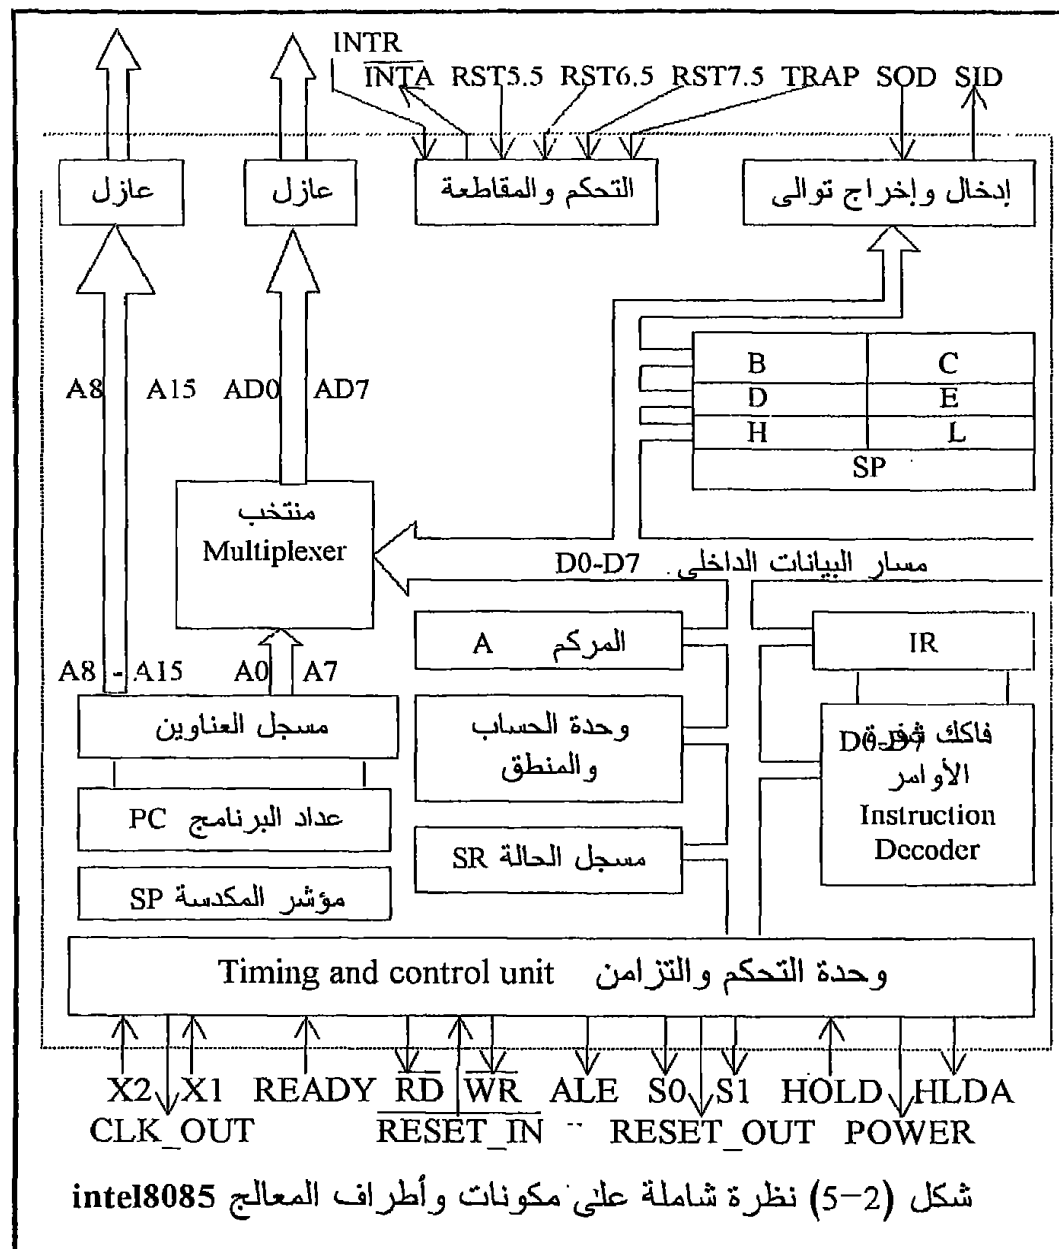 INTR
INTA RST5.5 RST6.5 RST7.5 TRAP SOD SID
عازل
عازل
التحكم والمقاطعة
إدخال وإخراج توالى
B C
D E
H L
SP
A8 A15 AD0 AD7
منتخب
Multiplexer
مسار البيانات الداخلى. D0-D7
المركم A
IR
A8 - A15 A0 A7
مسجل العناوين
وحدة الحساب
والمنطق
فاكك شفرة
D0-D7
الأوامر
Instruction
Decoder
عداد البرنامج PC
مسجل الحالة SR
مؤشر المكدسة SP
Timing and control unit وحدة التحكم والتزامن
X2 X1 READY RD WR ALE S0 S1 HOLD HLDA
CLK_OUT RESET_IN RESET_OUT POWER
شكل (5-2) نظرة شاملة على مكونات وأطراف المعالج intel8085